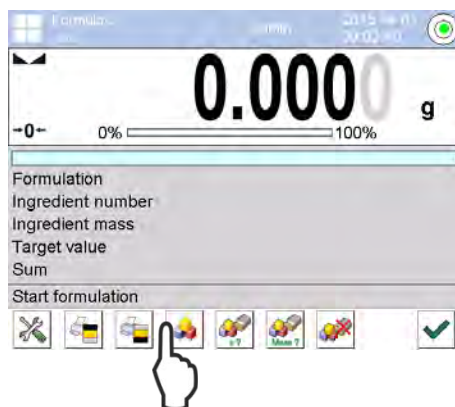 0.0000 g
→0←
0% 100%
Formulation
Ingredient number
Ingredient mass
Target value
Sum
Start formulation
x-?
Mass ?